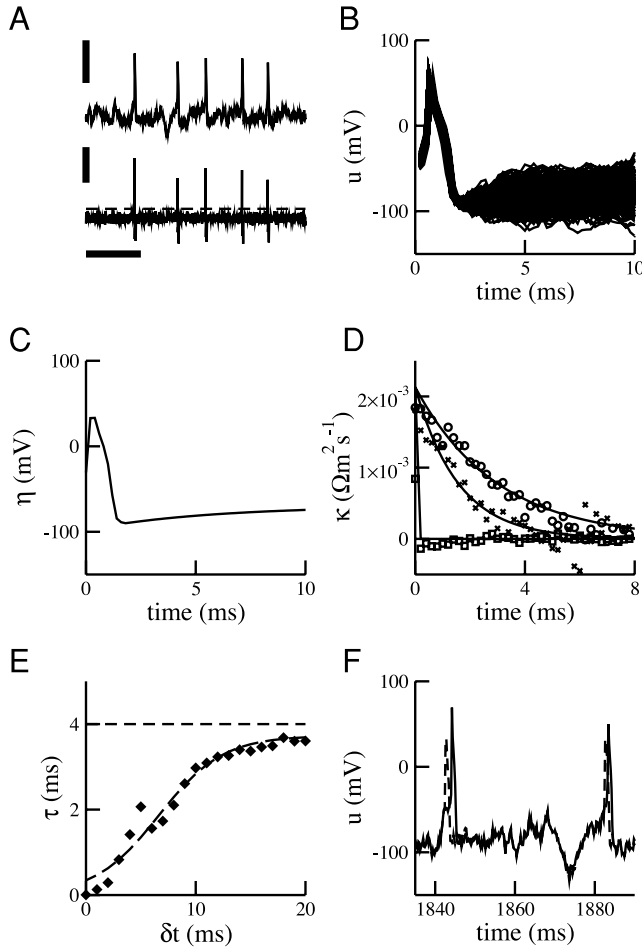 A
B
100
0
-100
u (mV)
0
5
10
time (ms)
C
100
0
-100
η (mV)
0
5
10
time (ms)
D
2×10⁻³
1×10⁻³
0
κ (Ωm²s⁻¹)
0
4
8
time (ms)
E
4
2
0
τ (ms)
0
10
20
δt (ms)
F
100
0
-100
u (mV)
1840
1860
1880
time (ms)